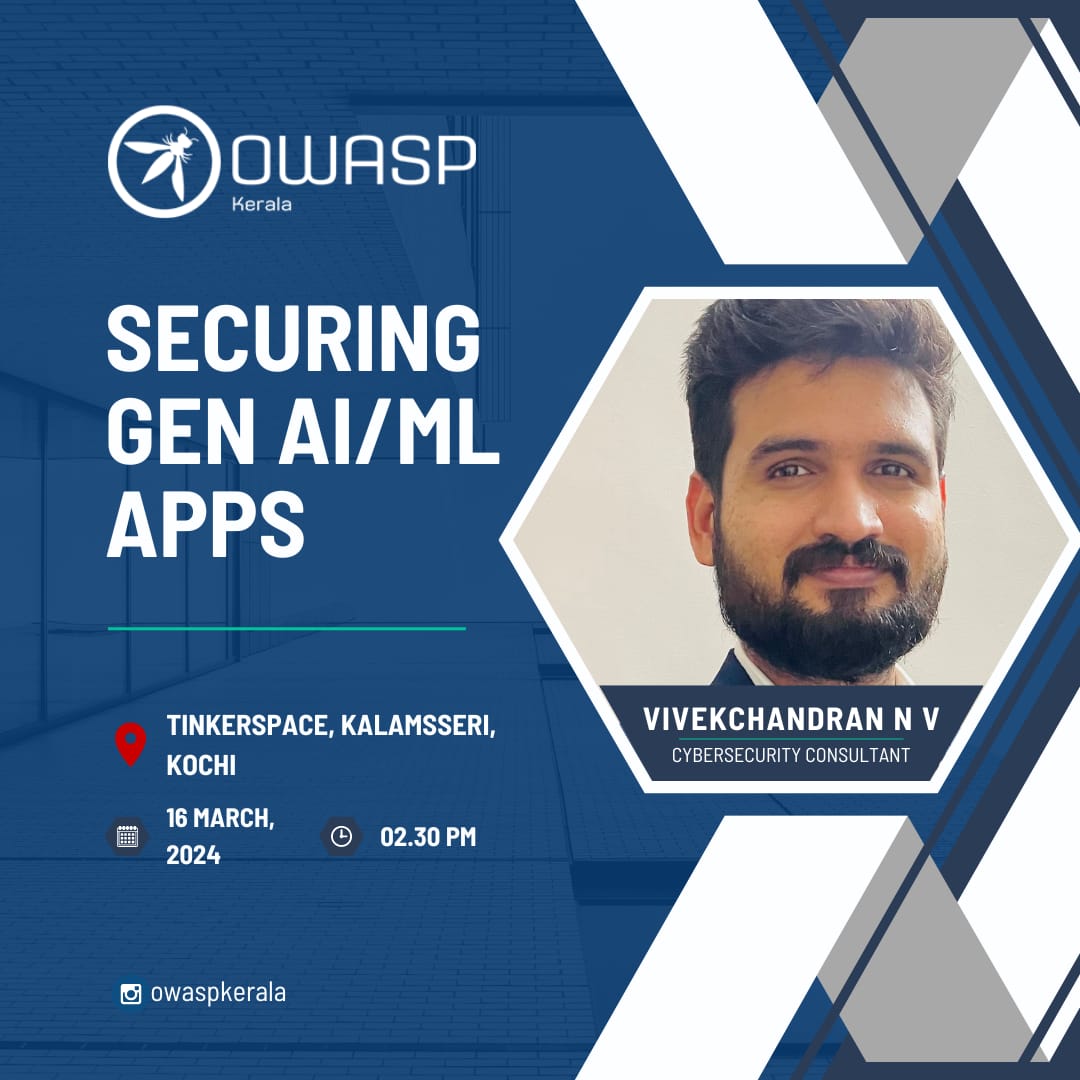 OWASP
Kerala
SECURING
GEN AI/ML
APPS
TINKERSPACE, KALAMSSERI,
KOCHI
16 MARCH,
2024
02.30 PM
VIVEKCHANDRAN N V
CYBERSECURITY CONSULTANT
owaspkerala